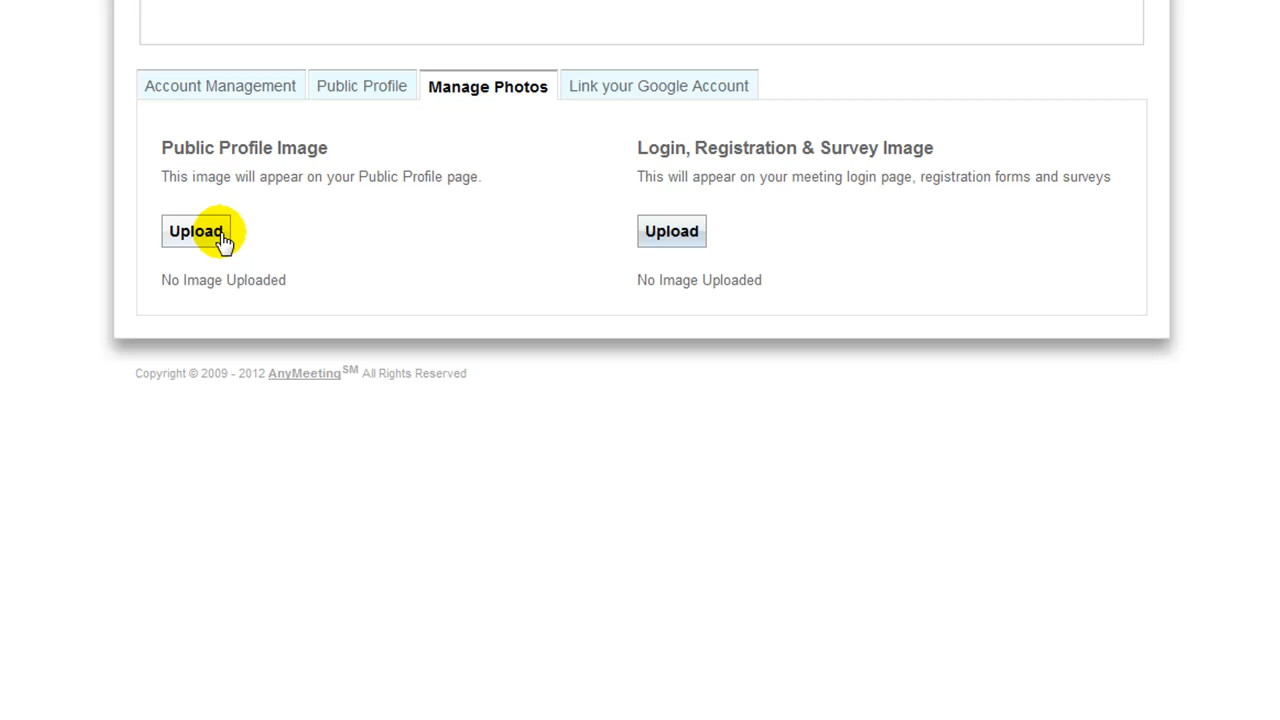 Account Management Public Profile Manage Photos Link your Google Account
Public Profile Image
This image will appear on your Public Profile page.
Upload
No Image Uploaded
Login, Registration & Survey Image
This will appear on your meeting login page, registration forms and surveys
Upload
No Image Uploaded
Copyright © 2009 - 2012 AnyMeeting SM All Rights Reserved